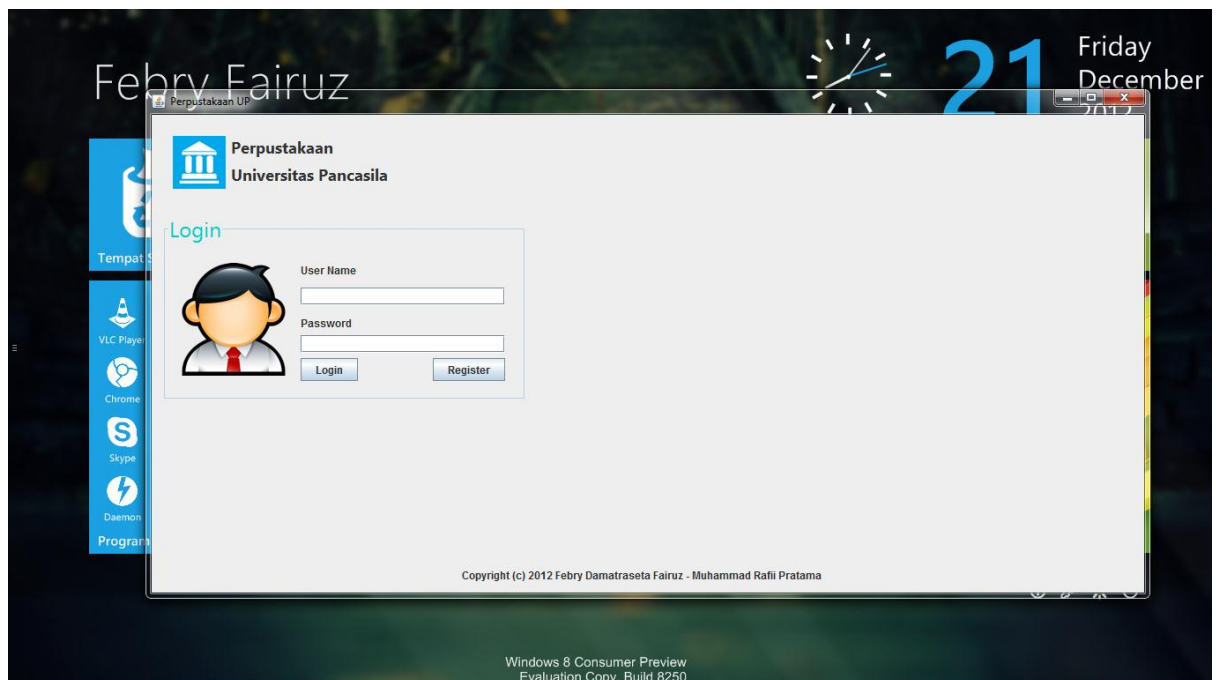 Febry Fairuz
21
Friday
December
2012
Perpustakaan UP
Perpustakaan
Universitas Pancasila
Login
User Name
Password
Login
Register
Tempat
VLC Player
Chrome
Skype
Daemon
Program
Copyright (c) 2012 Febry Damatraseta Fairuz - Muhammad Rafii Pratama
Windows 8 Consumer Preview
Evaluation Copy. Build 8250